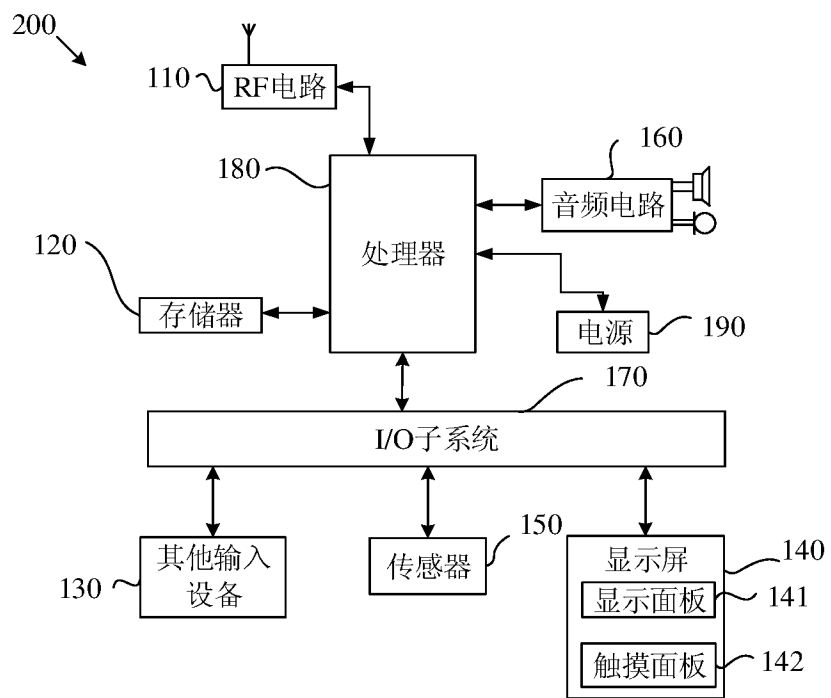 200
110
RF电路
180
160
音频电路
处理器
120
存储器
电源
190
170
I/O子系统
130
其他输入
设备
150
传感器
显示屏
140
显示面板
141
触摸面板
142